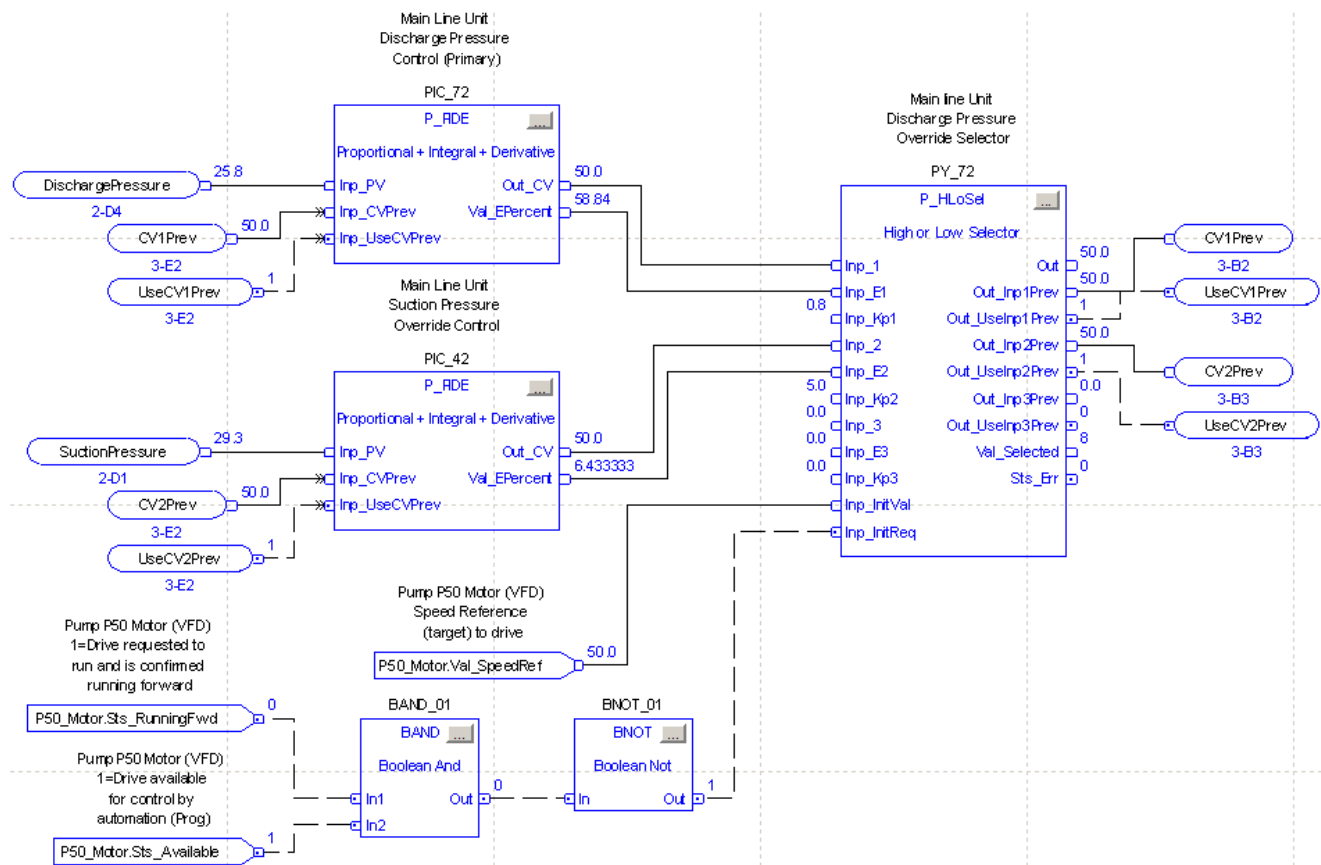 Main Line Unit
Discharge Pressure
Control (Primary)
PIC_72
P_PIDE
...
Proportional + Integral + Derivative
25.8
DischargePressure
2-D4
Inp_PV
Out_CV
50.0
50.0
CV1Prev
3-E2
Inp_CVPrev
Val_EPercent
58.84
1
UseCV1Prev
3-E2
Inp_UseCVPrev
Main Line Unit
Suction Pressure
Override Control
PIC_42
P_PIDE
...
Proportional + Integral + Derivative
29.3
SuctionPressure
2-D1
Inp_PV
Out_CV
50.0
50.0
CV2Prev
3-E2
Inp_CVPrev
Val_EPercent
6.433333
1
UseCV2Prev
3-E2
Inp_UseCVPrev
Main line Unit
Discharge Pressure
Override Selector
PY_72
P_HLoSel
...
High or Low Selector
Inp_1
Out
50.0
Inp_E1
Out_Inp1Prev
50.0
0.8
Inp_Kp1
Out_UseInp1Prev
1
Inp_2
Out_Inp2Prev
50.0
Inp_E2
Out_UseInp2Prev
1
5.0
Inp_Kp2
Out_Inp3Prev
0.0
0.0
Inp_3
Out_UseInp3Prev
0
0.0
Inp_E3
Val_Selected
8
0.0
Inp_Kp3
Sts_Err
0
Inp_InitVal
Inp_InitReq
CV1Prev
3-B2
UseCV1Prev
3-B2
CV2Prev
3-B3
UseCV2Prev
3-B3
Pump P50 Motor (VFD)
Speed Reference
(target) to drive
P50_Motor.Val_SpeedRef
50.0
Pump P50 Motor (VFD)
1=Drive requested to
run and is confirmed
running forward
P50_Motor.Sts_RunningFwd
0
Pump P50 Motor (VFD)
1=Drive available
for control by
automation (Prog)
P50_Motor.Sts_Available
1
BAND_01
BAND
...
Boolean And
In1
Out
0
In2
BNOT_01
BNOT
...
Boolean Not
In
Out
1